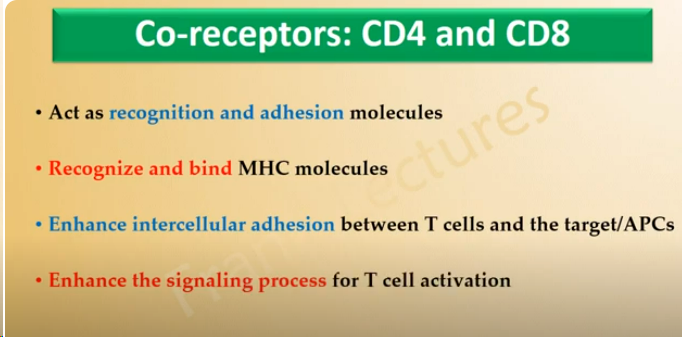 Co-receptors: CD4 and CD8
• Act as recognition and adhesion molecules
• Recognize and bind MHC molecules
• Enhance intercellular adhesion between T cells and the target/APCs
• Enhance the signaling process for T cell activation